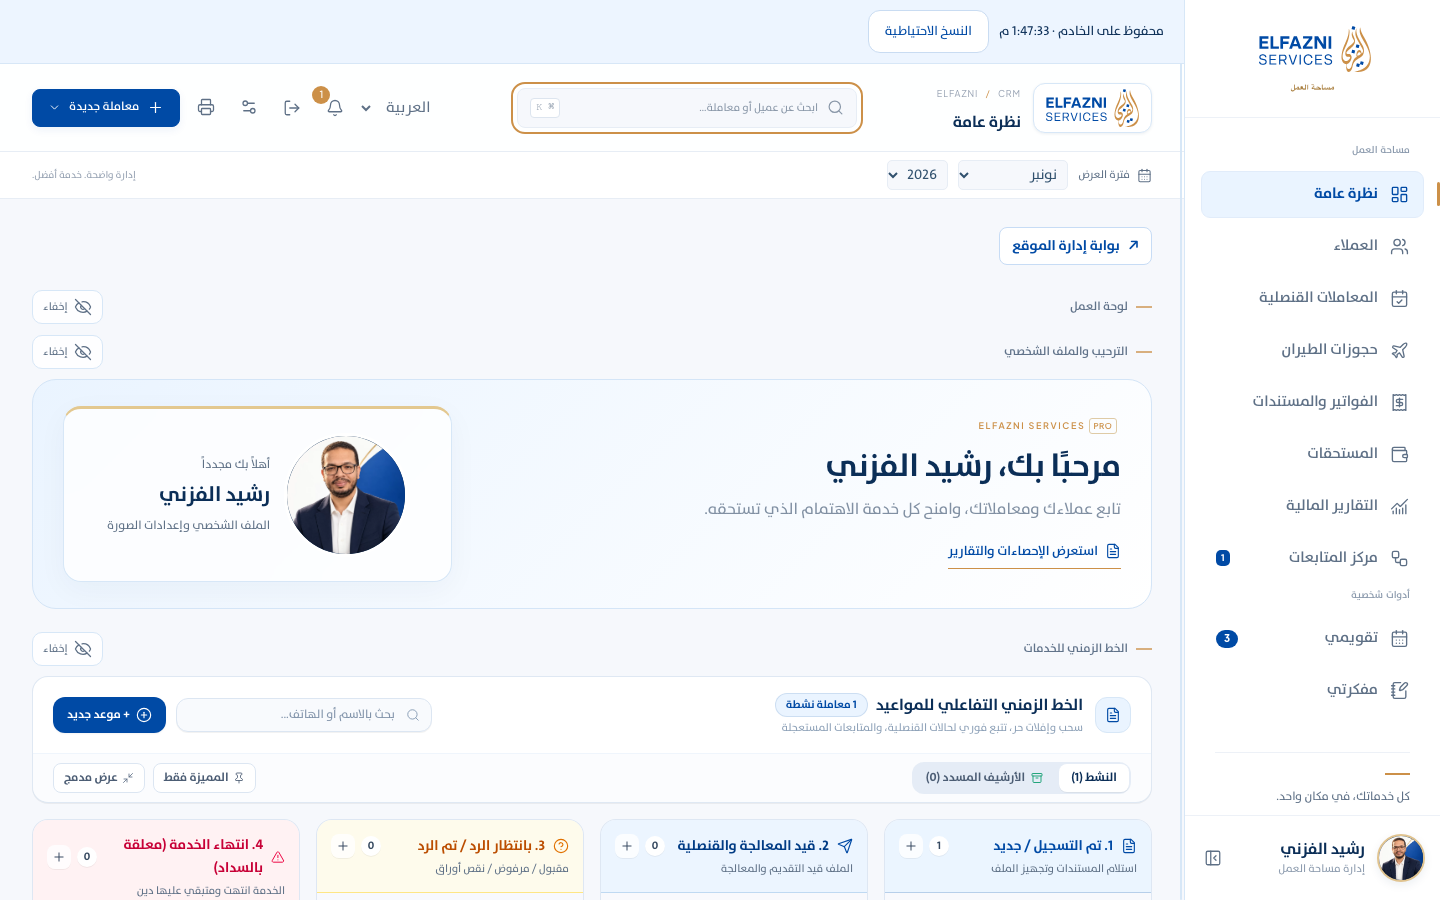 ELFAZNI
SERVICES
مساحة العمل
مساحة العمل
نظرة عامة
العملاء
المعاملات القنصلية
حجوزات الطيران
الفواتير والمستندات
المستحقات
التقارير المالية
مركز المتابعات
1
أدوات شخصية
تقويمي
3
مفكرتي
كل خدماتك، في مكان واحد.
رشيد الفزني
إدارة مساحة العمل
محفوظ على الخادم · 1:47:33 م
النسخ الاحتياطية
ELFAZNI
SERVICES
ELFAZNI / CRM
نظرة عامة
ابحث عن عميل أو معاملة...
⌘ K
العربية
1
معاملة جديدة
فترة العرض
نونبر
2026
إدارة واضحة. خدمة أفضل.
بوابة إدارة الموقع
لوحة العمل
إخفاء
الترحيب والملف الشخصي
إخفاء
ELFAZNI SERVICES PRO
مرحبًا بك، رشيد الفزني
تابع عملاءك ومعاملاتك، وامنح كل خدمة الاهتمام الذي تستحقه.
استعرض الإحصاءات والتقارير
أهلاً بك مجدداً
رشيد الفزني
الملف الشخصي وإعدادات الصورة
الخط الزمني للخدمات
إخفاء
الخط الزمني التفاعلي للمواعيد
1 معاملة نشطة
سحب وإفلات حر، تتبع فوري لحالات القنصلية، والمتابعات المستعجلة
بحث بالاسم أو الهاتف...
+ موعد جديد
النشط (1)
الأرشيف المسدد (0)
المميزة فقط
عرض مدمج
1. تم التسجيل / جديد
1
استلام المستندات وتجهيز الملف
2. قيد المعالجة والقنصلية
0
الملف قيد التقديم والمعالجة
3. بانتظار الرد / تم الرد
0
مقبول / مرفوض / نقص أوراق
4. انتهاء الخدمة (معلقة
بالسداد)
0
الخدمة انتهت ومتبقي عليها دين